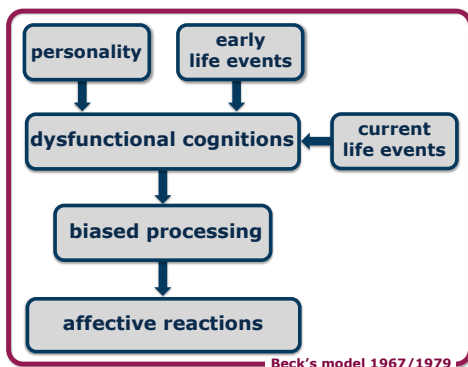 personality
early
life events
dysfunctional cognitions
current
life events
biased processing
affective reactions
Beck's model 1967/1979